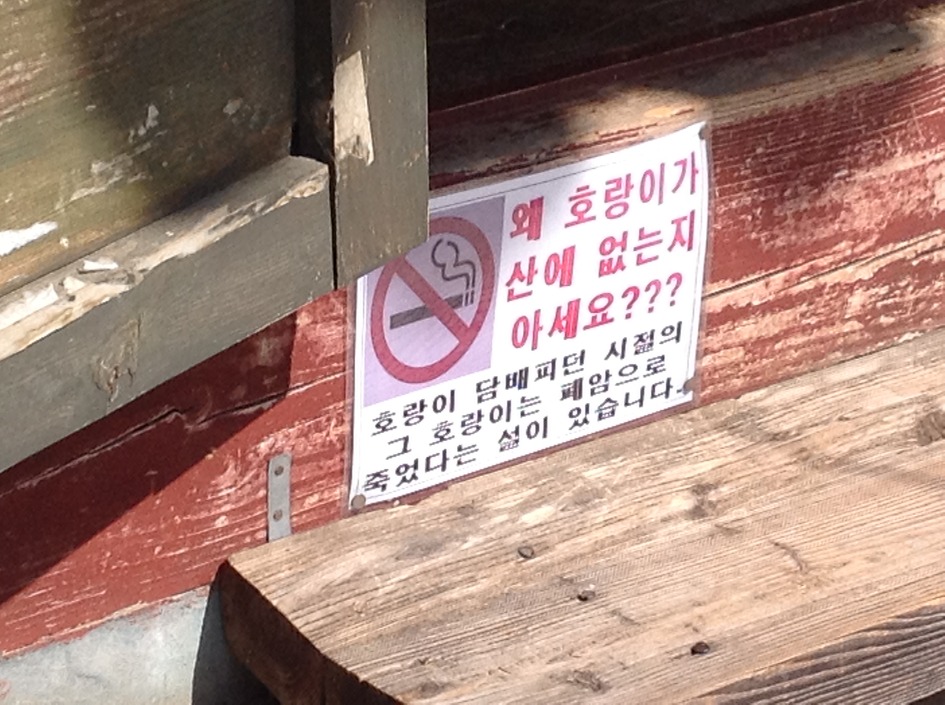 왜 호랑이가
산에 없는지
아세요???
호랑이 담배피던 시절의
그 호랑이는 폐암으로
죽었다는 설이 있습니다.